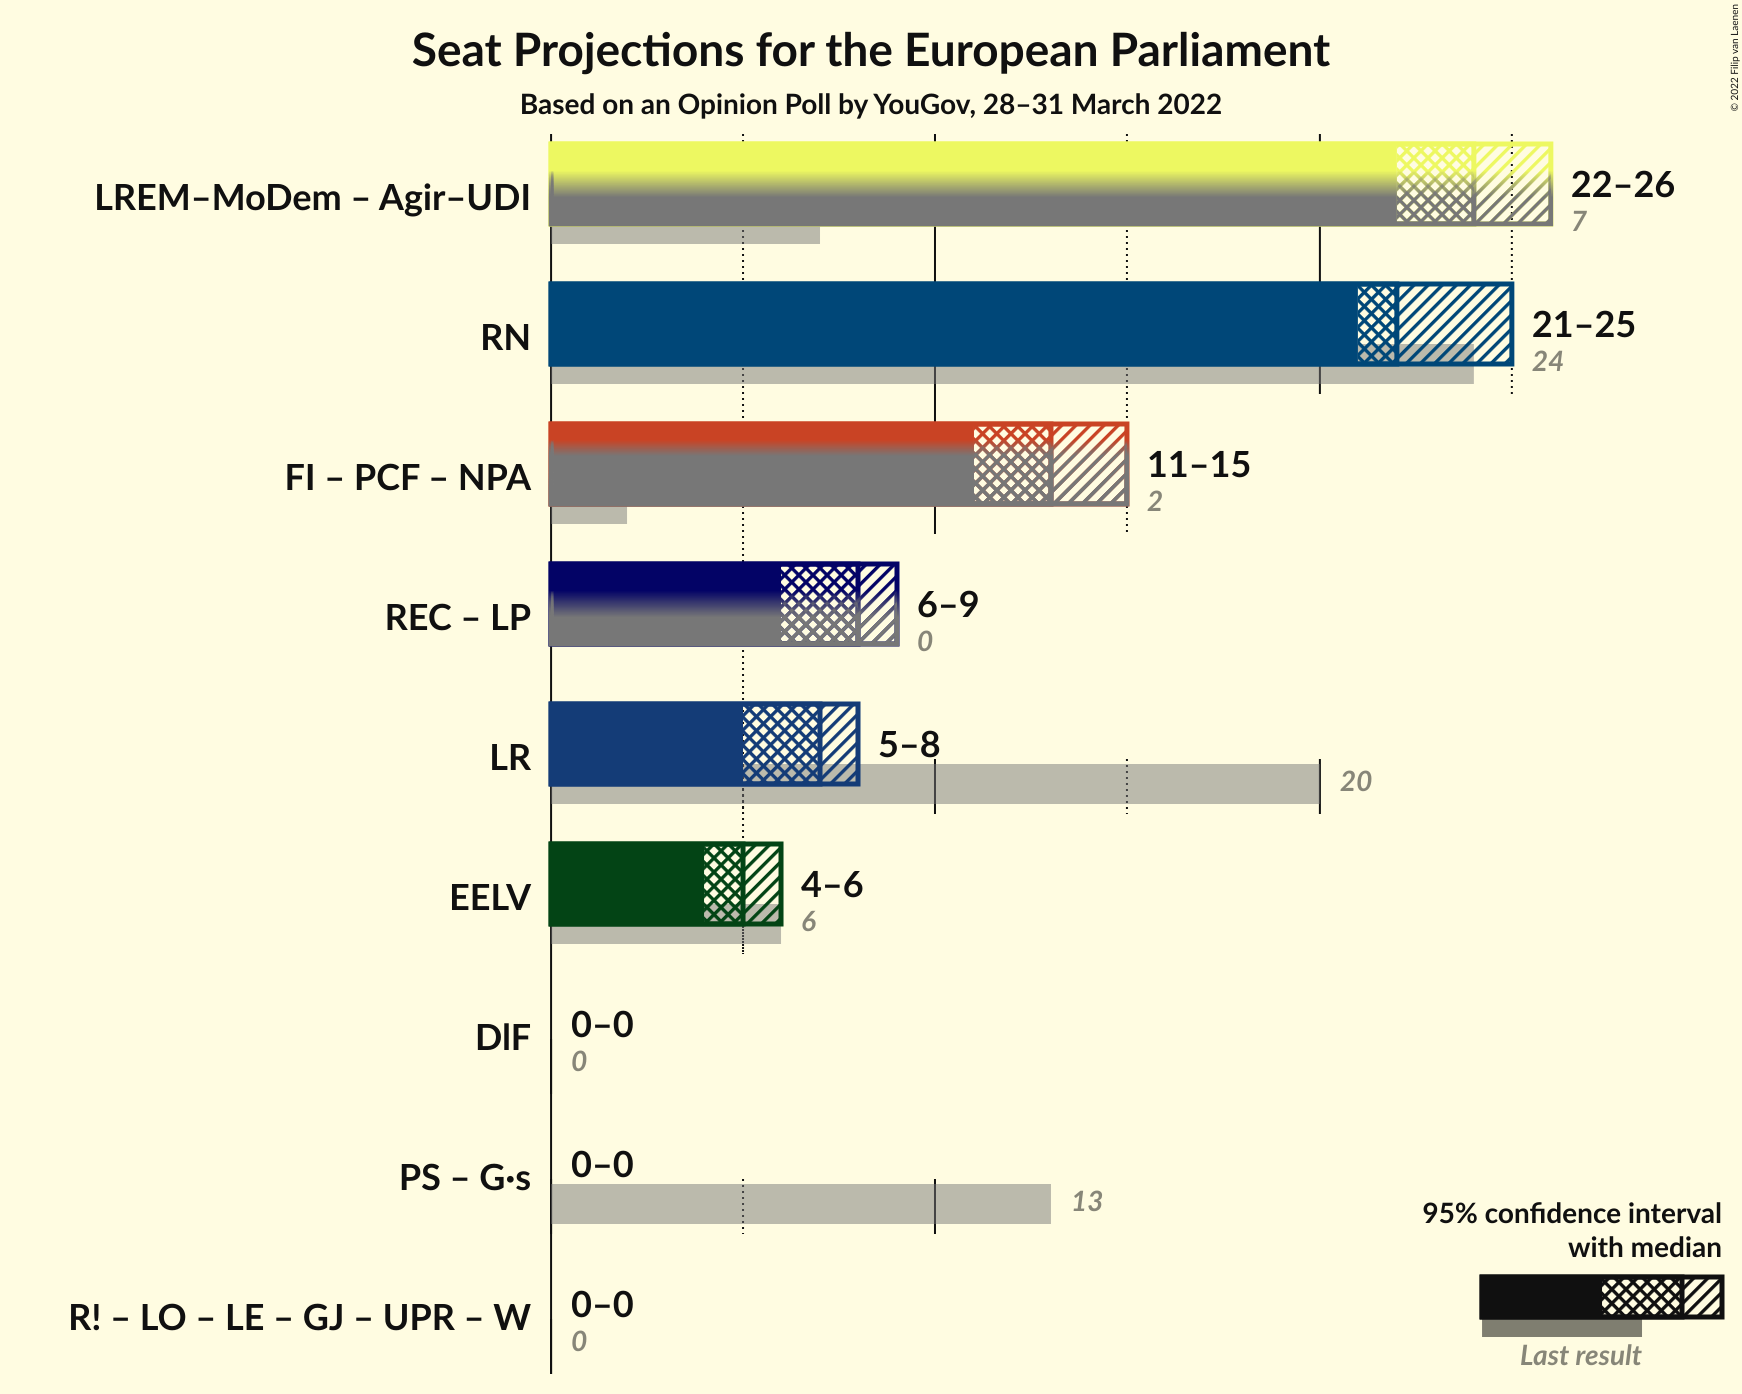 Seat Projections for the European Parliament
Based on an Opinion Poll by YouGov, 28–31 March 2022
© 2022 Filip van Laenen
LREM–MoDem – Agir–UDI
22–26
7
RN
21–25
24
FI – PCF – NPA
11–15
2
REC – LP
6–9
0
LR
5–8
20
EELV
4–6
6
DlF
0–0
0
PS – G·s
0–0
13
R! – LO – LE – GJ – UPR – W
0–0
0
95% confidence interval
with median
Last result